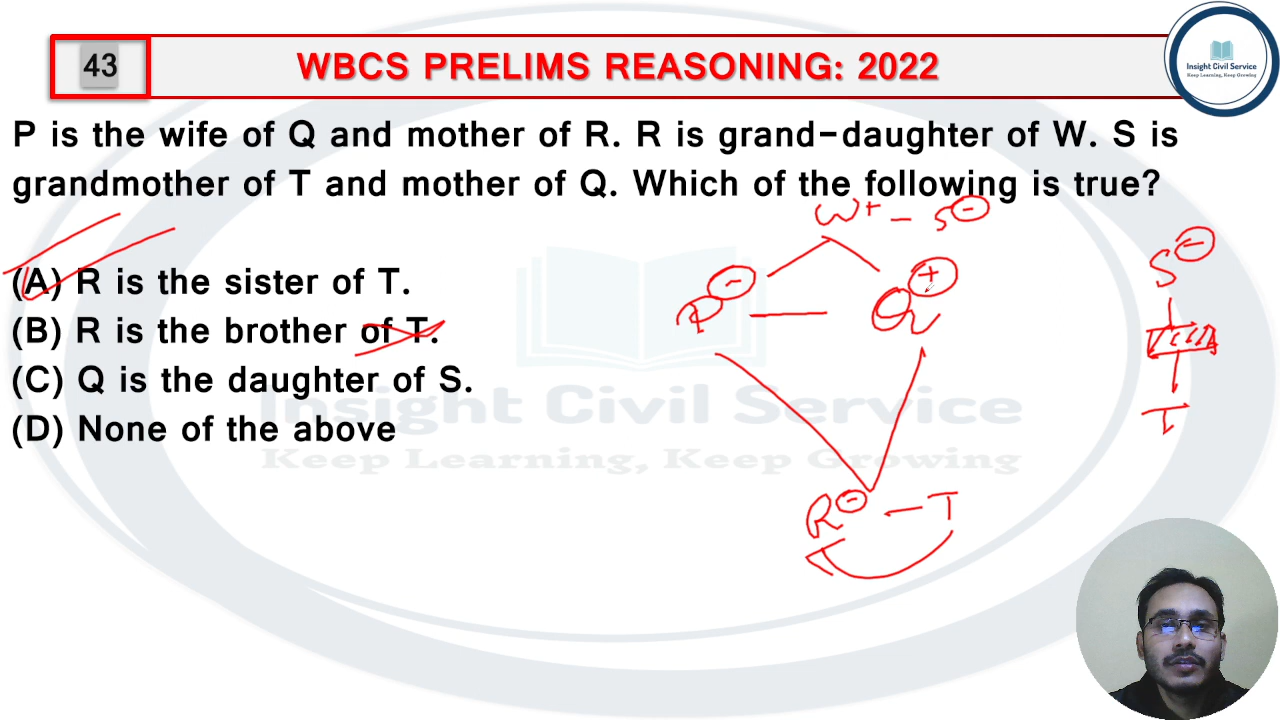 43
WBCS PRELIMS REASONING: 2022
Insight Civil Service
Keep Learning, Keep Growing
P is the wife of Q and mother of R. R is grand-daughter of W. S is
grandmother of T and mother of Q. Which of the following is true?
W+ - S -
S -
(A) R is the sister of T.
P -
Q +
(B) R is the brother of T.
(C) Q is the daughter of S.
T
(D) None of the above
Insight Civil Service
Keep Learning, Keep Growing
R - - T
T